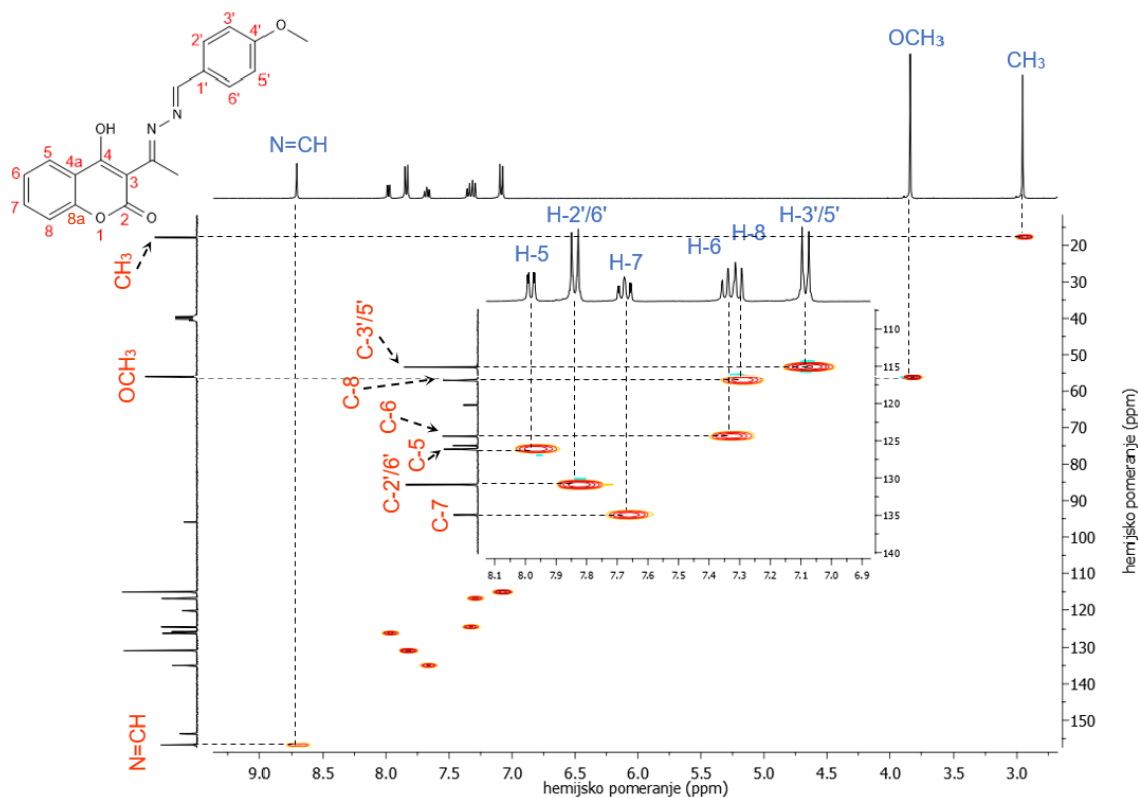 3'
2'
4'
O
5'
1'
6'
N
OH
N
5
4
4a
6
3
7
2
8a
O
O
8
1
N=CH
OCH₃
CH₃
H-5
H-2'/6'
H-7
H-6
H-8
H-3'/5'
CH₃
OCH3
C-3'/5'
C-8
C-6
C-5
C-2'/6'
C-7
N=CH
110
115
120
125
130
135
140
8.1 8.0 7.9 7.8 7.7 7.6 7.5 7.4 7.3 7.2 7.1 7.0 6.9
20
30
40
50
60
70
80
90
100
110
120
130
140
150
hemijsko pomeranje (ppm)
9.0 8.5 8.0 7.5 7.0 6.5 6.0 5.5 5.0 4.5 4.0 3.5 3.0
hemijsko pomeranje (ppm)